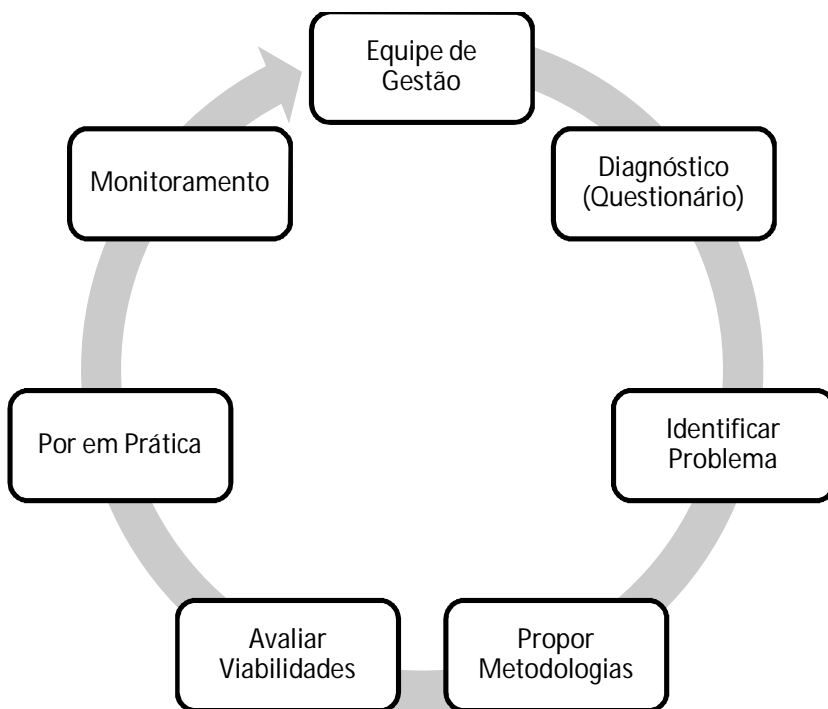 Equipe de
Gestão
Diagnóstico
(Questionário)
Identificar
Problema
Propor
Metodologias
Avaliar
Viabilidades
Por em Prática
Monitoramento